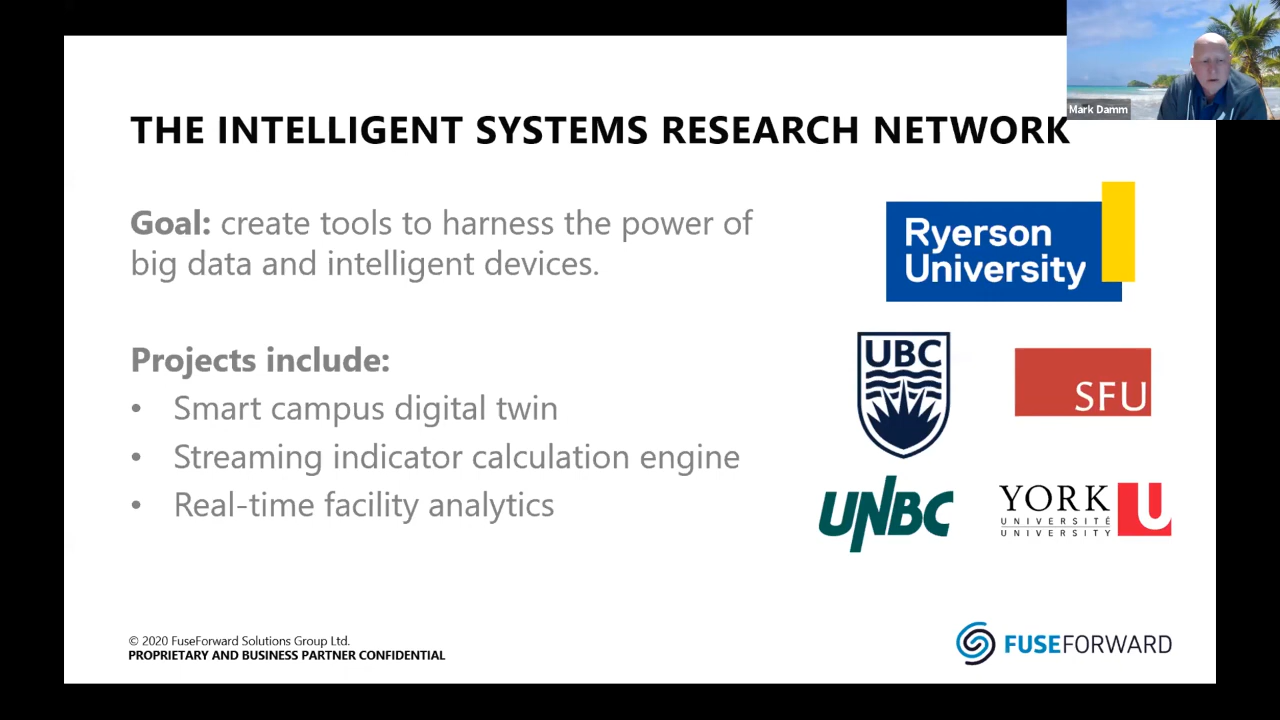 Mark Damm
THE INTELLIGENT SYSTEMS RESEARCH NETWORK
Goal: create tools to harness the power of
big data and intelligent devices.
Projects include:
• Smart campus digital twin
• Streaming indicator calculation engine
• Real-time facility analytics
Ryerson
University
UBC
SFU
UNBC
YORK U
UNIVERSITÉ
UNIVERSITY
© 2020 FuseForward Solutions Group Ltd.
PROPRIETARY AND BUSINESS PARTNER CONFIDENTIAL
FUSEFORWARD